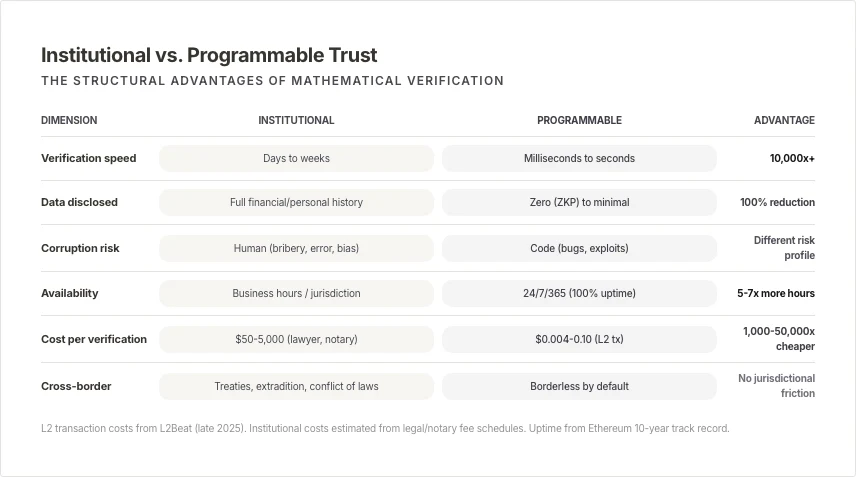 Institutional vs. Programmable Trust
THE STRUCTURAL ADVANTAGES OF MATHEMATICAL VERIFICATION
DIMENSION INSTITUTIONAL PROGRAMMABLE ADVANTAGE
Verification speed Days to weeks Milliseconds to seconds 10,000x+
Data disclosed Full financial/personal history Zero (ZKP) to minimal 100% reduction
Corruption risk Human (bribery, error, bias) Code (bugs, exploits) Different risk
profile
Availability Business hours / jurisdiction 24/7/365 (100% uptime) 5-7x more hours
Cost per verification $50-5,000 (lawyer, notary) $0.004-0.10 (L2 tx) 1,000-50,000x
cheaper
Cross-border Treaties, extradition, conflict of laws Borderless by default No jurisdictional
friction
L2 transaction costs from L2Beat (late 2025). Institutional costs estimated from legal/notary fee schedules. Uptime from Ethereum 10-year track record.